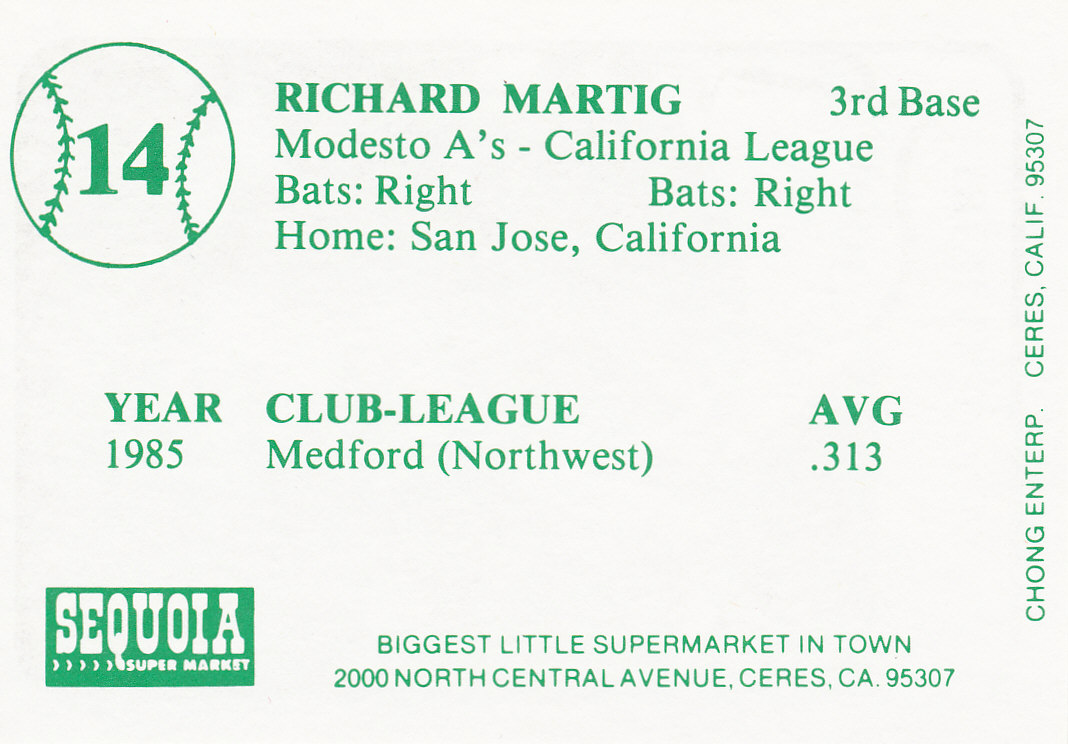 14
RICHARD MARTIG 3rd Base
Modesto A's - California League
Bats: Right Bats: Right
Home: San Jose, California
YEAR CLUB-LEAGUE AVG
1985 Medford (Northwest) .313
SEQUOIA
SUPER MARKET
BIGGEST LITTLE SUPERMARKET IN TOWN
2000 NORTH CENTRAL AVENUE, CERES, CA. 95307
CHONG ENTERP. CERES, CALIF. 95307